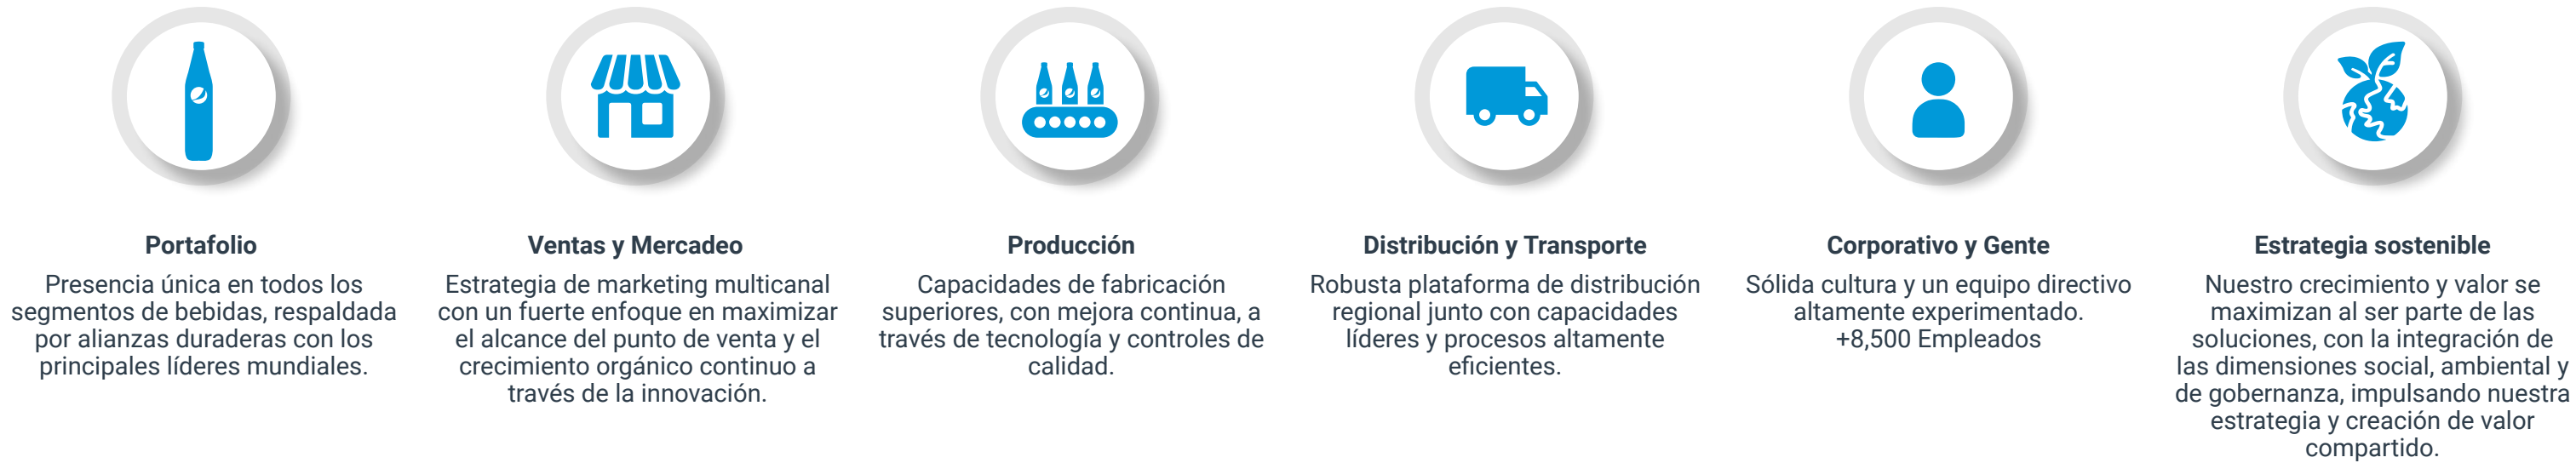 Portafolio
Presencia única en todos los
segmentos de bebidas, respaldada
por alianzas duraderas con los
principales líderes mundiales.
Ventas y Mercadeo
Estrategia de marketing multicanal
con un fuerte enfoque en maximizar
el alcance del punto de venta y el
crecimiento orgánico continuo a
través de la innovación.
Producción
Capacidades de fabricación
superiores, con mejora continua, a
través de tecnología y controles de
calidad.
Distribución y Transporte
Robusta plataforma de distribución
regional junto con capacidades
líderes y procesos altamente
eficientes.
Corporativo y Gente
Sólida cultura y un equipo directivo
altamente experimentado.
+8,500 Empleados
Estrategia sostenible
Nuestro crecimiento y valor se
maximizan al ser parte de las
soluciones, con la integración de
las dimensiones social, ambiental y
de gobernanza, impulsando nuestra
estrategia y creación de valor
compartido.